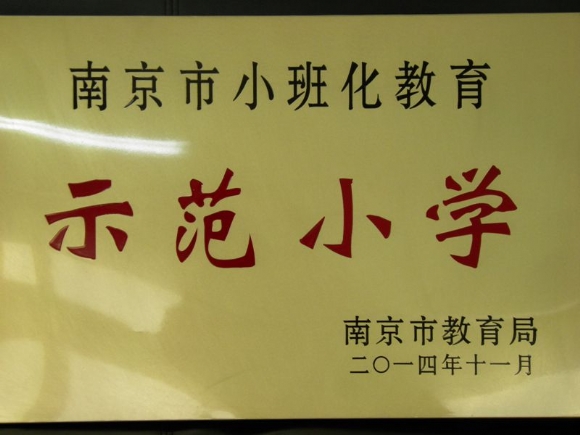 南京市小班化教育
示范小学
南京市教育局
二〇一四年十一月